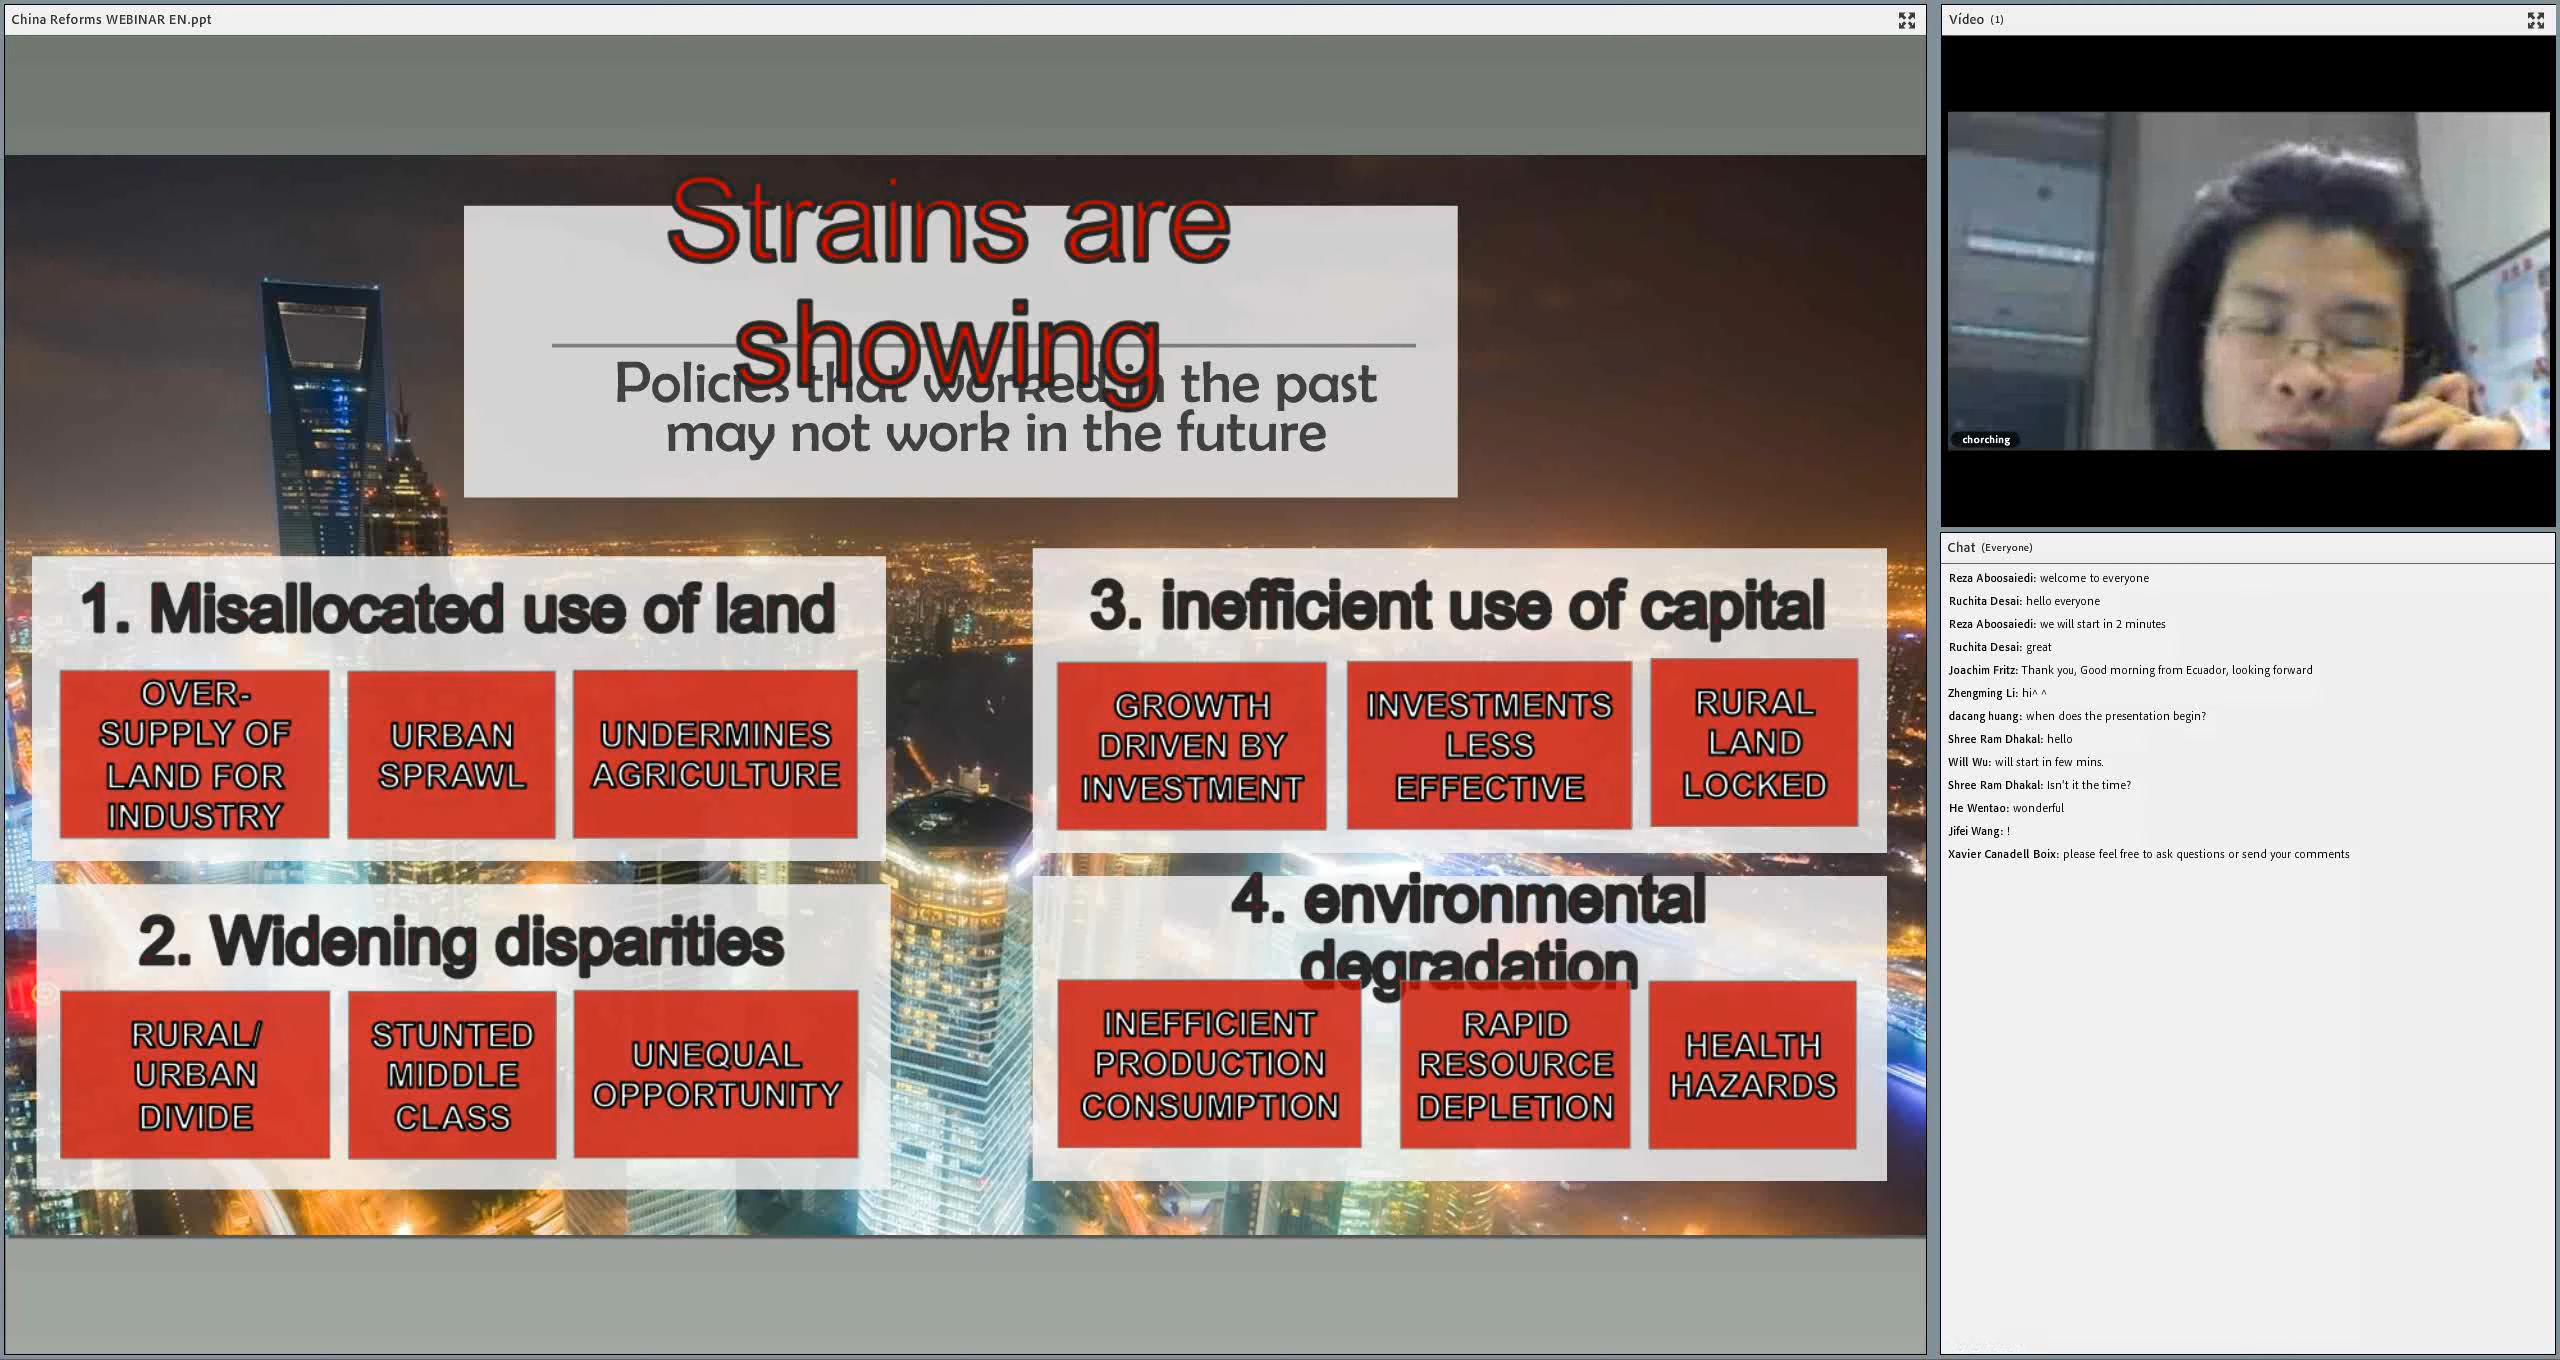 China Reforms WEBINAR EN.ppt
Strains are
showing
Policies that worked in the past
may not work in the future
1. Misallocated use of land
OVER-
SUPPLY OF
LAND FOR
INDUSTRY
URBAN
SPRAWL
UNDERMINES
AGRICULTURE
2. Widening disparities
RURAL/
URBAN
DIVIDE
STUNTED
MIDDLE
CLASS
UNEQUAL
OPPORTUNITY
3. inefficient use of capital
GROWTH
DRIVEN BY
INVESTMENT
INVESTMENTS
LESS
EFFECTIVE
RURAL
LAND
LOCKED
4. environmental
degradation
INEFFICIENT
PRODUCTION
CONSUMPTION
RAPID
RESOURCE
DEPLETION
HEALTH
HAZARDS
Vídeo (1)
chorching
Chat (Everyone)
Reza Aboosaiedi: welcome to everyone
Ruchita Desai: hello everyone
Reza Aboosaiedi: we will start in 2 minutes
Ruchita Desai: great
Joachim Fritz: Thank you, Good morning from Ecuador, looking forward
Zhengming Li: hi^ ^
dacang huang: when does the presentation begin?
Shree Ram Dhakal: hello
Will Wu: will start in few mins.
Shree Ram Dhakal: Isn't it the time?
He Wentao: wonderful
Jifei Wang: !
Xavier Canadell Boix: please feel free to ask questions or send your comments